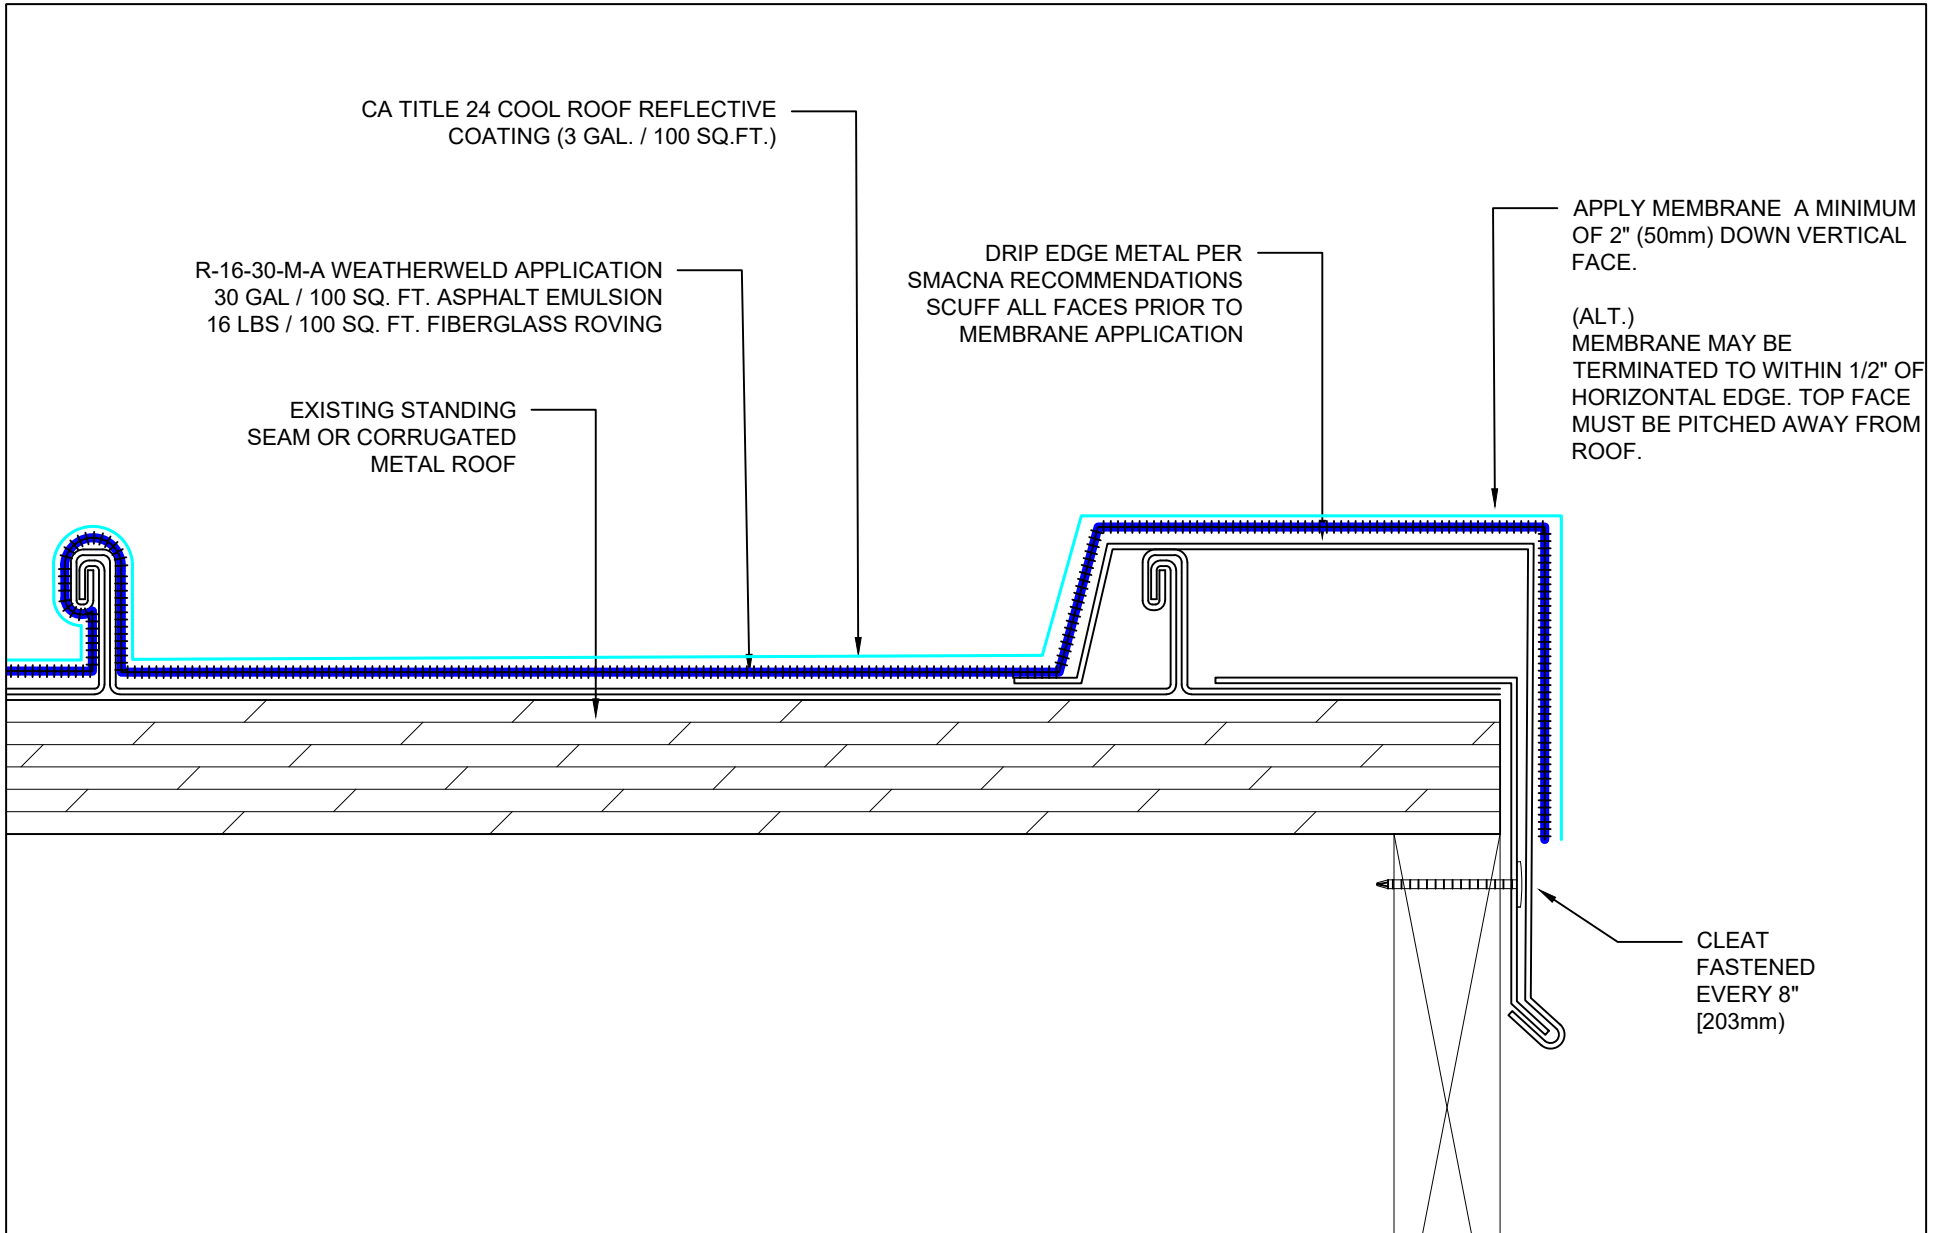 CA TITLE 24 COOL ROOF REFLECTIVE
COATING (3 GAL. / 100 SQ.FT.)
R-16-30-M-A WEATHERWELD APPLICATION
30 GAL / 100 SQ. FT. ASPHALT EMULSION
16 LBS / 100 SQ. FT. FIBERGLASS ROVING
EXISTING STANDING
SEAM OR CORRUGATED
METAL ROOF
DRIP EDGE METAL PER
SMACNA RECOMMENDATIONS
SCUFF ALL FACES PRIOR TO
MEMBRANE APPLICATION
APPLY MEMBRANE A MINIMUM
OF 2" (50mm) DOWN VERTICAL
FACE.
(ALT.)
MEMBRANE MAY BE
TERMINATED TO WITHIN 1/2" OF
HORIZONTAL EDGE. TOP FACE
MUST BE PITCHED AWAY FROM
ROOF.
CLEAT
FASTENED
EVERY 8"
[203mm)